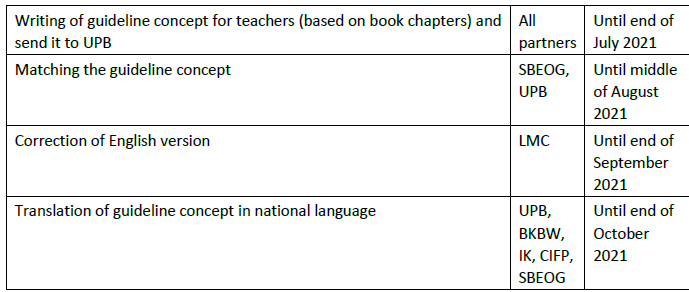 Writing of guideline concept for teachers (based on book chapters) and
send it to UPB
All
partners
Until end of
July 2021
Matching the guideline concept
SBEOG,
UPB
Until middle
of August
2021
Correction of English version
LMC
Until end of
September
2021
Translation of guideline concept in national language
UPB,
BKBW,
IK, CIFP,
SBEOG
Until end of
October
2021